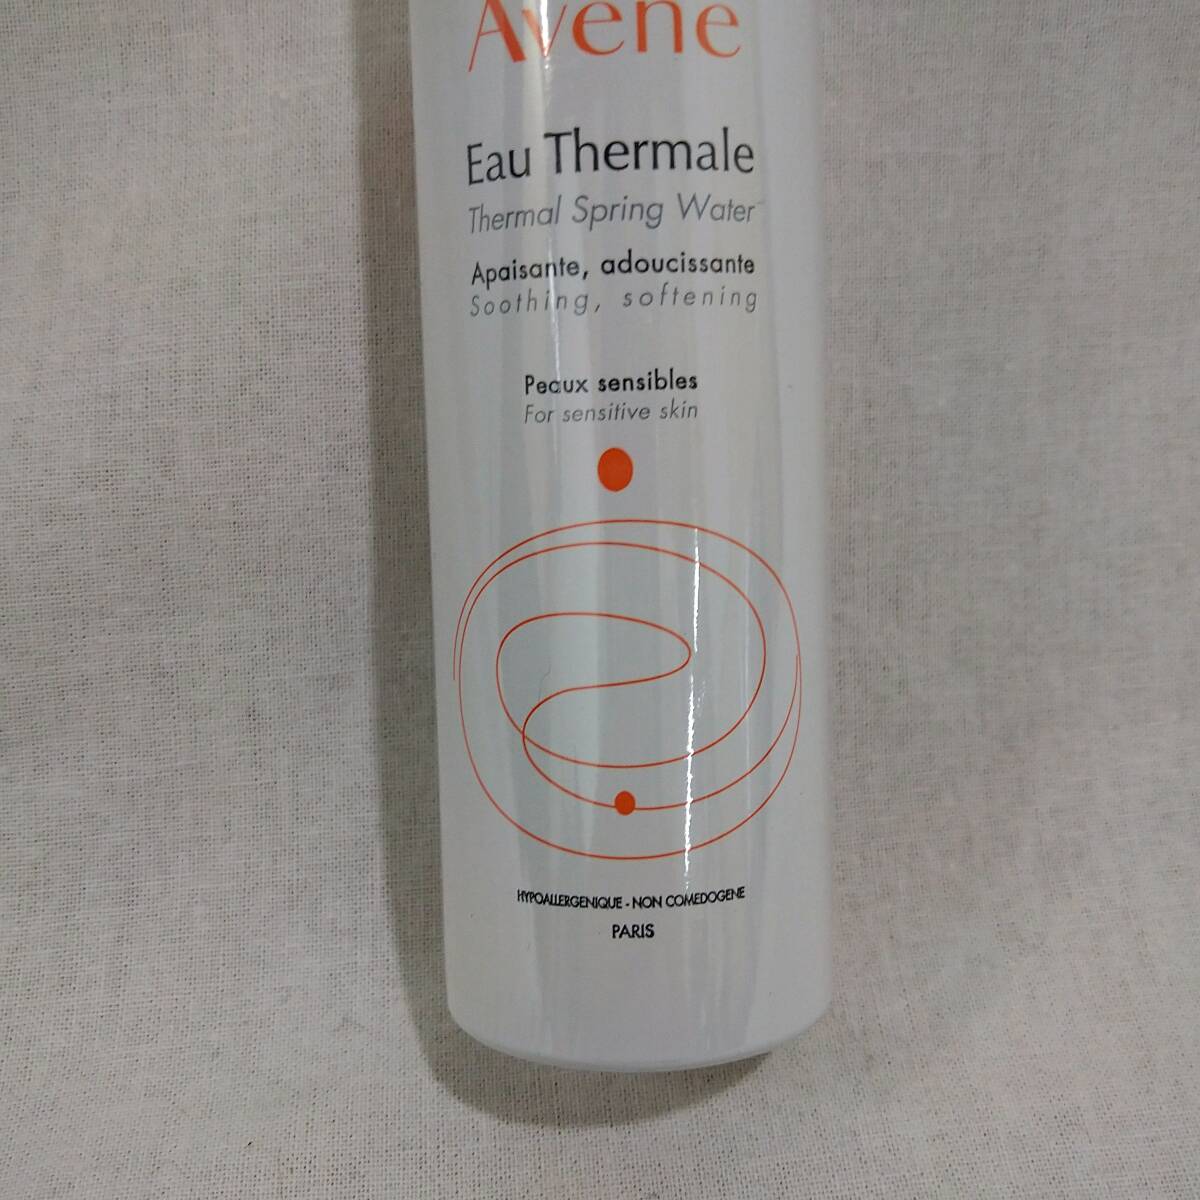 Avène
Eau Thermale
Thermal Spring Water
Apaisante, adoucissante
Soothing, softening
Peaux sensibles
For sensitive skin
HYPOALLERGENIQUE - NON COMEDOGENE
PARIS